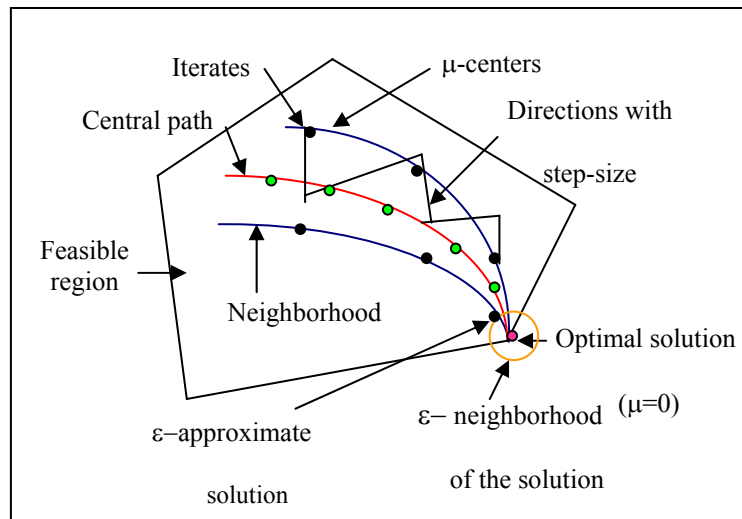 Iterates
μ-centers
Directions with
step-size
Central path
Feasible
region
Neighborhood
Optimal solution
(μ=0)
ε–approximate
solution
ε– neighborhood
of the solution